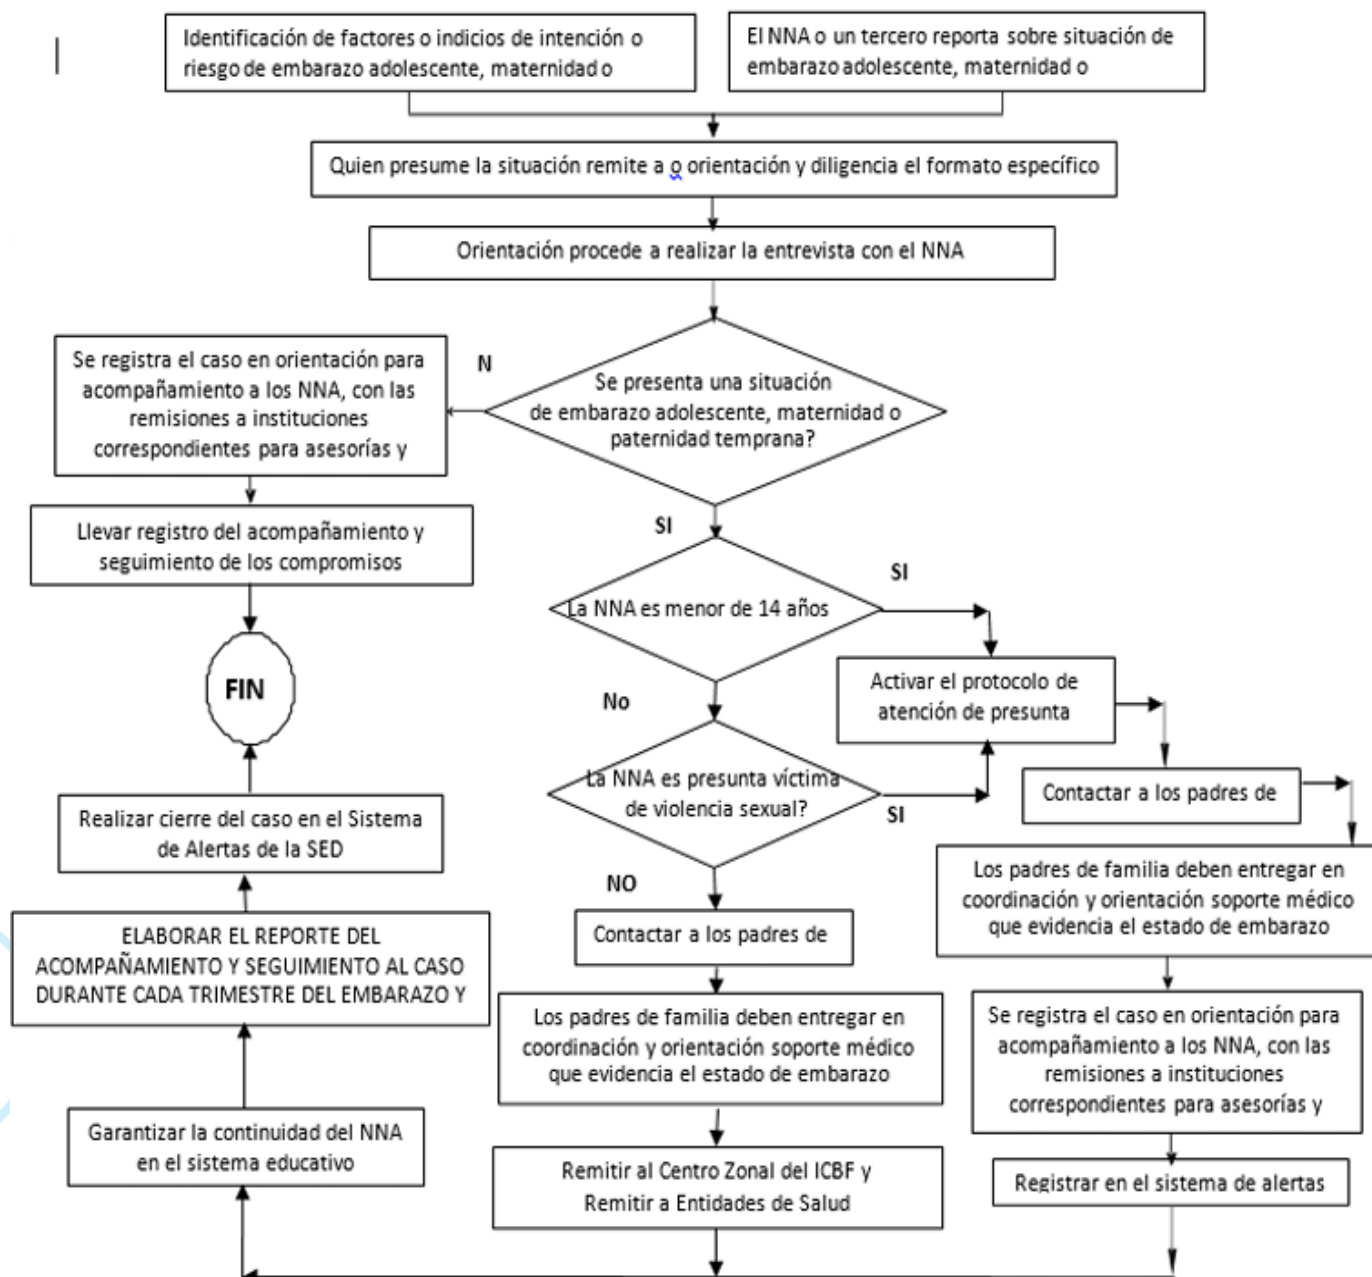 Identificación de factores o indicios de intención o
riesgo de embarazo adolescente, maternidad o
El NNA o un tercero reporta sobre situación de
embarazo adolescente, maternidad o
Quien presume la situación remite a o orientación y diligencia el formato específico
Orientación procede a realizar la entrevista con el NNA
Se presenta una situación
de embarazo adolescente, maternidad o
paternidad temprana?
N
Se registra el caso en orientación para
acompañamiento a los NNA, con las
remisiones a instituciones
correspondientes para asesorías y
Llevar registro del acompañamiento y
seguimiento de los compromisos
FIN
SI
La NNA es menor de 14 años
SI
Activar el protocolo de
atención de presunta
No
La NNA es presunta víctima
de violencia sexual?
SI
Contactar a los padres de
Los padres de familia deben entregar en
coordinación y orientación soporte médico
que evidencia el estado de embarazo
Se registra el caso en orientación para
acompañamiento a los NNA, con las
remisiones a instituciones
correspondientes para asesorías y
Registrar en el sistema de alertas
NO
Contactar a los padres de
Los padres de familia deben entregar en
coordinación y orientación soporte médico
que evidencia el estado de embarazo
Remitir al Centro Zonal del ICBF y
Remitir a Entidades de Salud
Garantizar la continuidad del NNA
en el sistema educativo
ELABORAR EL REPORTE DEL
ACOMPAÑAMIENTO Y SEGUIMIENTO AL CASO
DURANTE CADA TRIMESTRE DEL EMBARAZO Y
Realizar cierre del caso en el Sistema
de Alertas de la SED